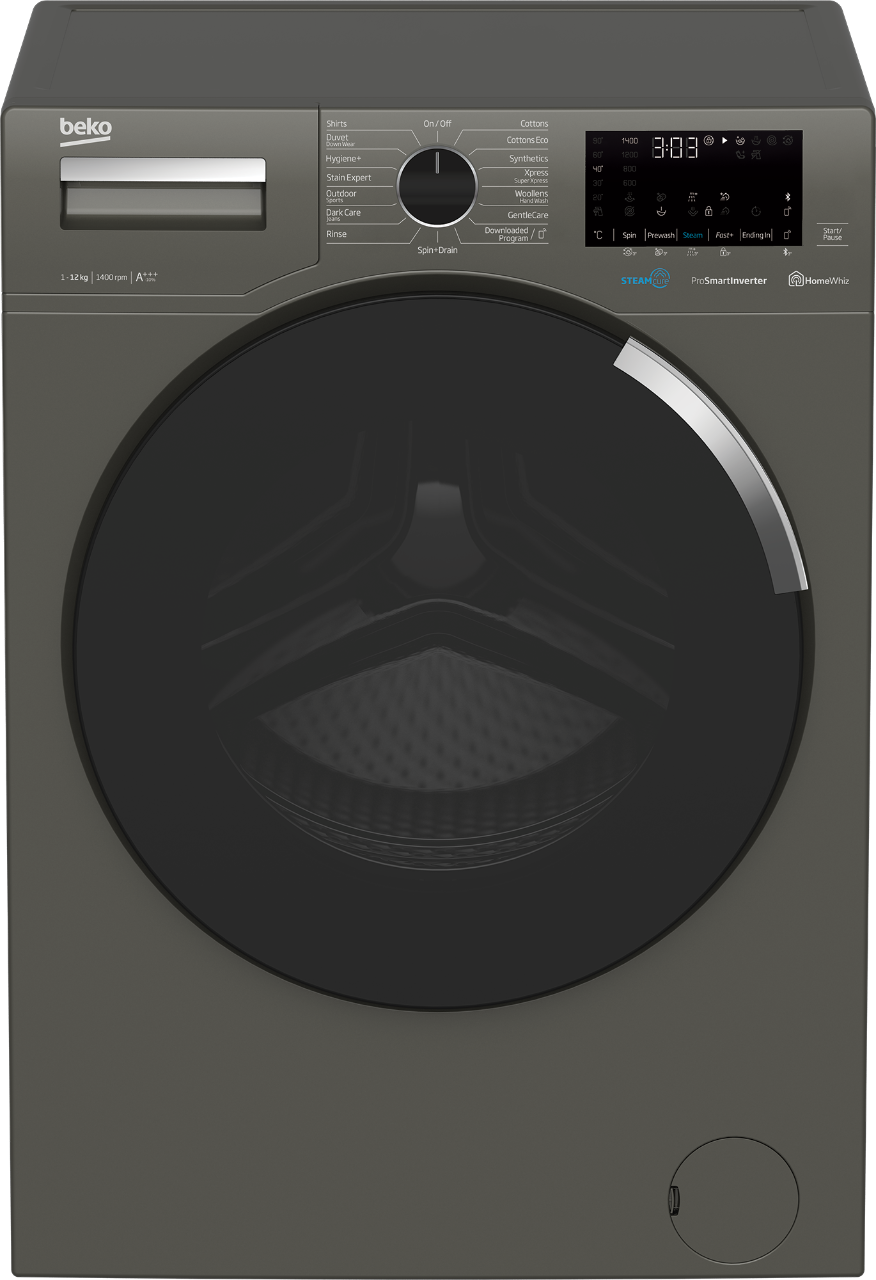 beko
1 - 12 kg | 1400 rpm | A+++
Shirts
Duvet
Down Wear
Hygiene+
Stain Expert
Outdoor
Sports
Dark Care
Jeans
Rinse
On / Off
Spin+Drain
Cottons
Cottons Eco
Synthetics
Xpress
Super Xpress
Woollens
Hand Wash
GentleCare
Downloaded
Program /
90°
60°
40°
30°
20°
1400
1200
800
600
3:03
°C | Spin | Prewash | Steam | Fast+ | Ending In |
Start/
Pause
STEAMcure
ProSmartInverter
HomeWhiz